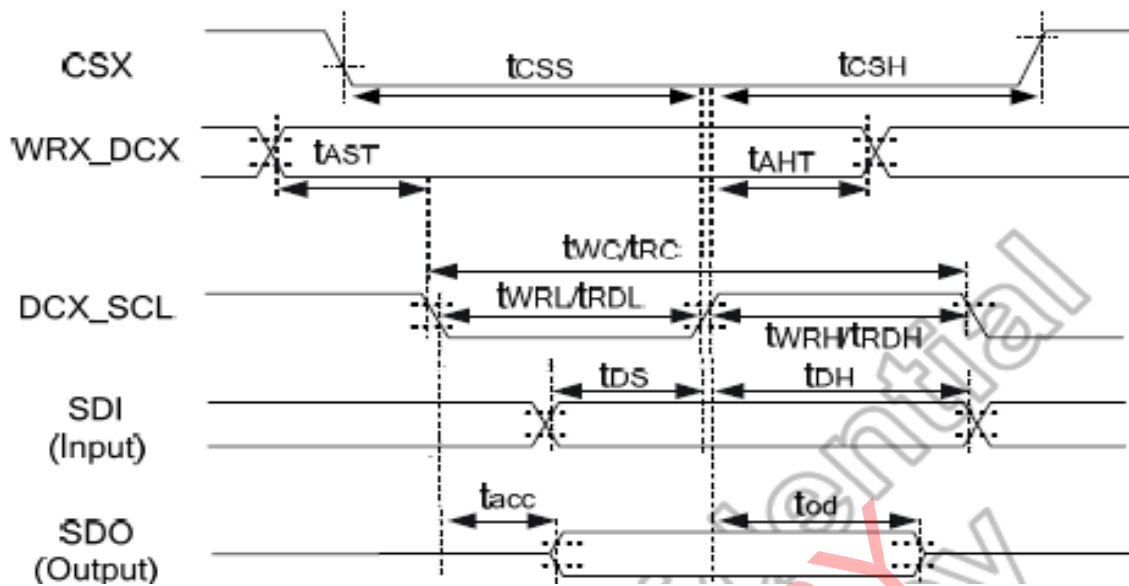 CSX
tCSS
tCSH
WRX_DCX
tAST
tAHT
tWC/tRC
DCX_SCL
tWRL/tRDL
tWRH/tRDH
tDS
tDH
SDI
(Input)
tacc
tod
SDO
(Output)